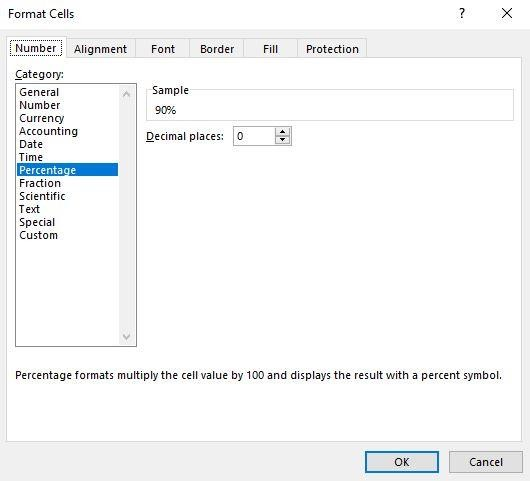 Format Cells
?
Number Alignment Font Border Fill Protection
Category:
General
Number
Currency
Accounting
Date
Time
Percentage
Fraction
Scientific
Text
Special
Custom
Sample
90%
Decimal places: 0
Percentage formats multiply the cell value by 100 and displays the result with a percent symbol.
OK Cancel